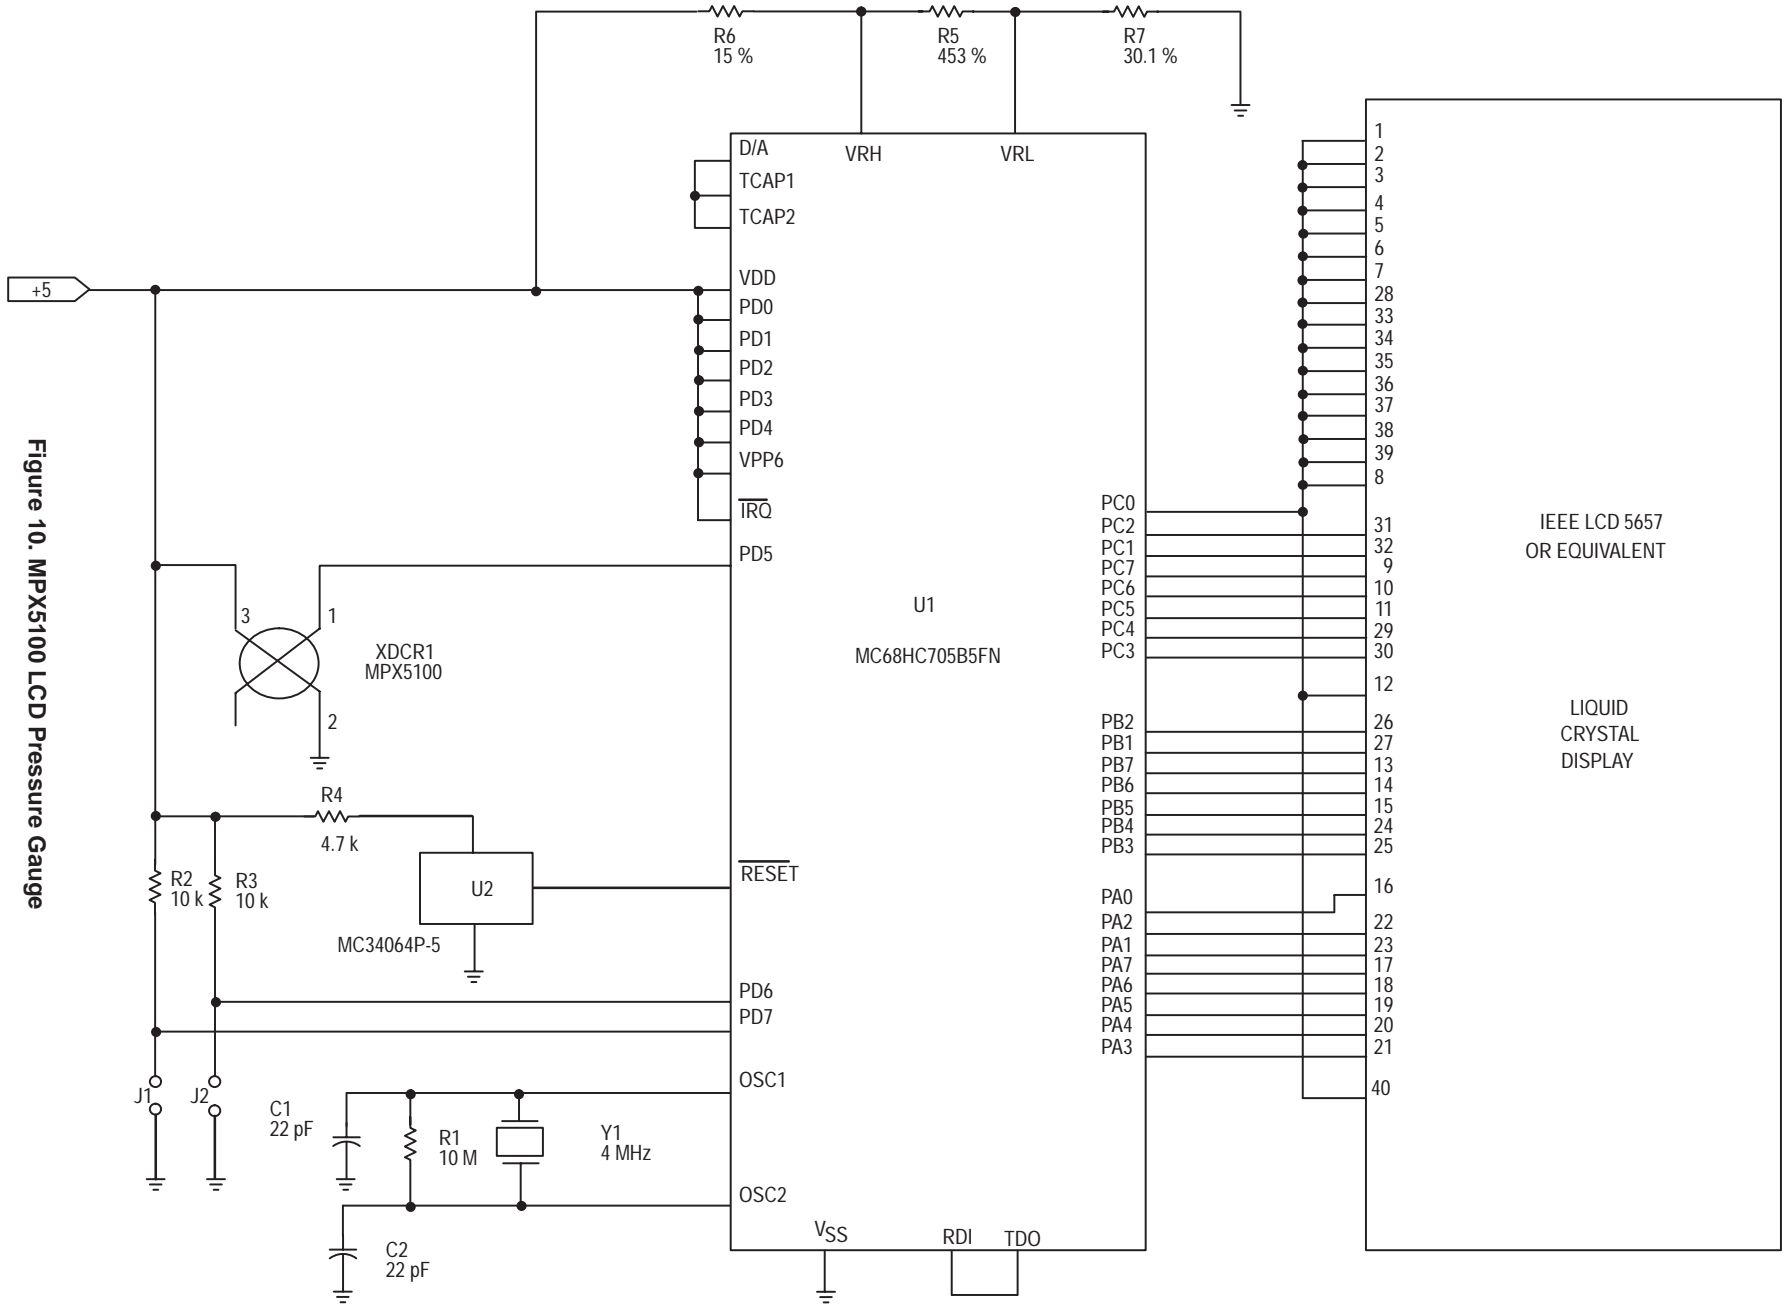 R6
15 %
R5
453 %
R7
30.1 %
D/A
TCAP1
TCAP2
VRH
VRL
+5
VDD
PD0
PD1
PD2
PD3
PD4
VPP6
IRQ
PD5
3
1
2
XDCR1
MPX5100
R4
4.7 k
R2
10 k
R3
10 k
U2
MC34064P-5
RESET
PD6
PD7
J1
J2
OSC1
C1
22 pF
R1
10 M
Y1
4 MHz
OSC2
C2
22 pF
VSS
RDI
TDO
U1
MC68HC705B5FN
PC0
PC2
PC1
PC7
PC6
PC5
PC4
PC3
PB2
PB1
PB7
PB6
PB5
PB4
PB3
PA0
PA2
PA1
PA7
PA6
PA5
PA4
PA3
1
2
3
4
5
6
7
28
33
34
35
36
37
38
39
8
31
32
9
10
11
29
30
12
26
27
13
14
15
24
25
16
22
23
17
18
19
20
21
40
IEEE LCD 5657
OR EQUIVALENT
LIQUID
CRYSTAL
DISPLAY
Figure 10. MPX5100 LCD Pressure Gauge